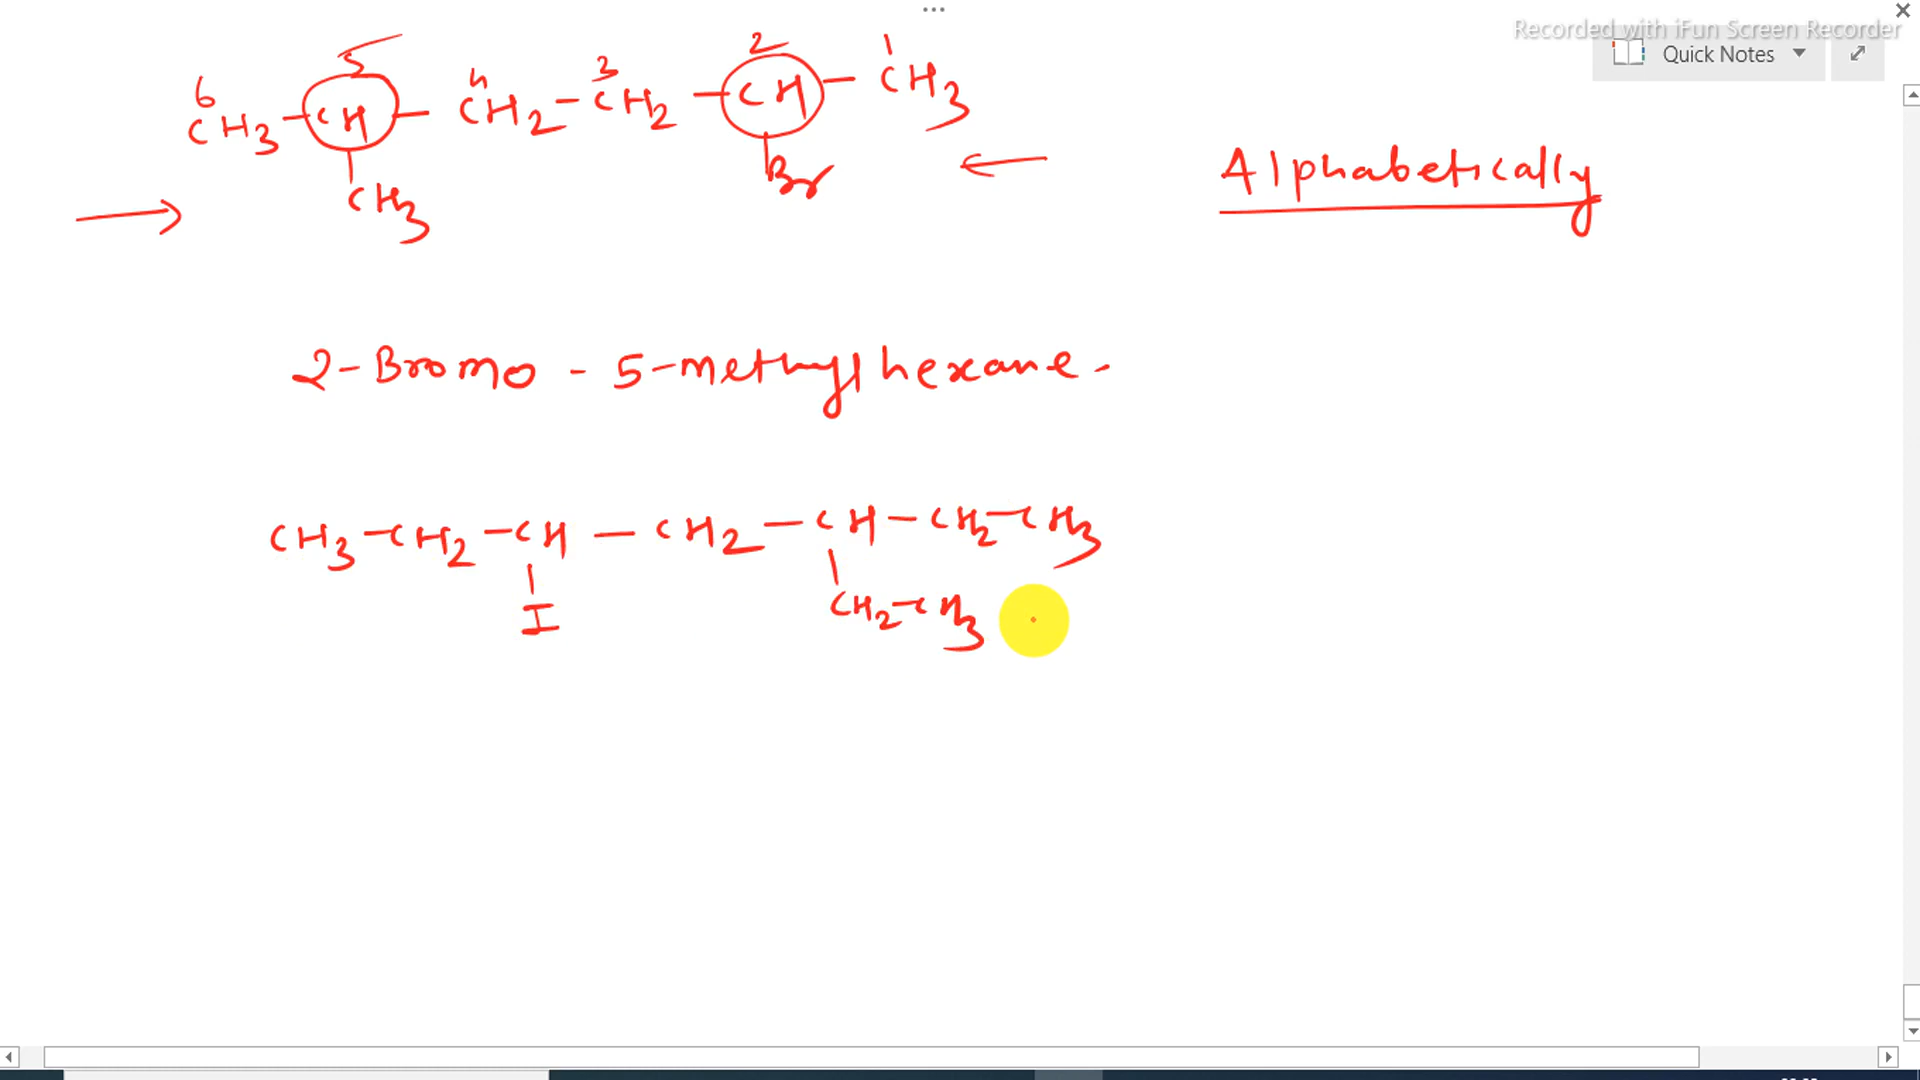 Recorded with iFun Screen Recorder
Quick Notes
6 5 4 3 2 1
CH3-CH-CH2-CH2-CH-CH3
CH3 Br
Alphabetically
2-Bromo-5-methylhexane.
CH3-CH2-CH-CH2-CH-CH2-CH3
I CH2-CH3